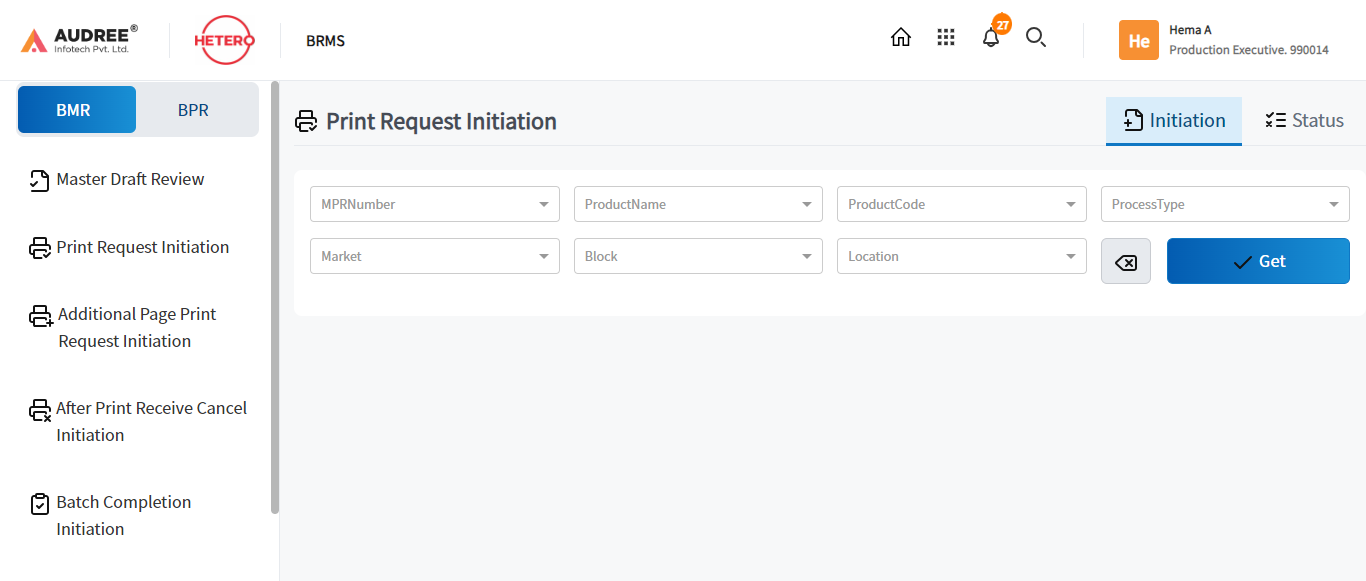 AUDREE®
Infotech Pvt. Ltd.
HETERO
BRMS
27
He
Hema A
Production Executive. 990014
BMR
BPR
Master Draft Review
Print Request Initiation
Additional Page Print
Request Initiation
After Print Receive Cancel
Initiation
Batch Completion
Initiation
Print Request Initiation
Initiation
Status
MPRNumber
ProductName
ProductCode
ProcessType
Market
Block
Location
Get